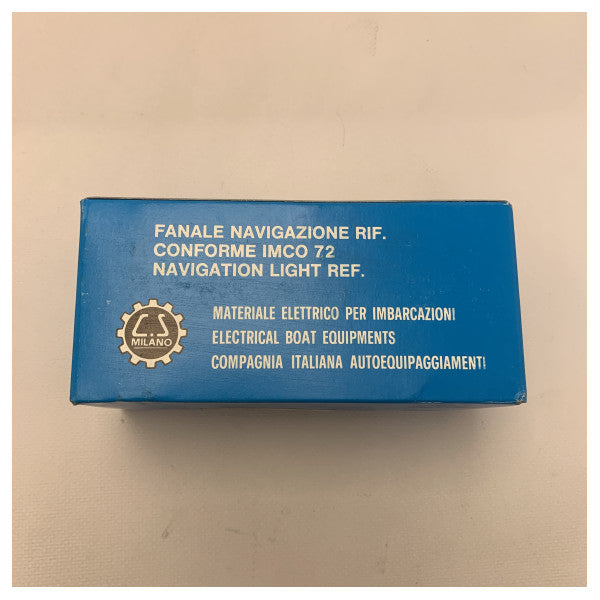 FANALE NAVIGAZIONE RIF.
CONFORME IMCO 72
NAVIGATION LIGHT REF.
MATERIALE ELETTRICO PER IMBARCAZIONI
ELECTRICAL BOAT EQUIPMENTS
COMPAGNIA ITALIANA AUTOEQUIPAGGIAMENTI
L.S
MILANO